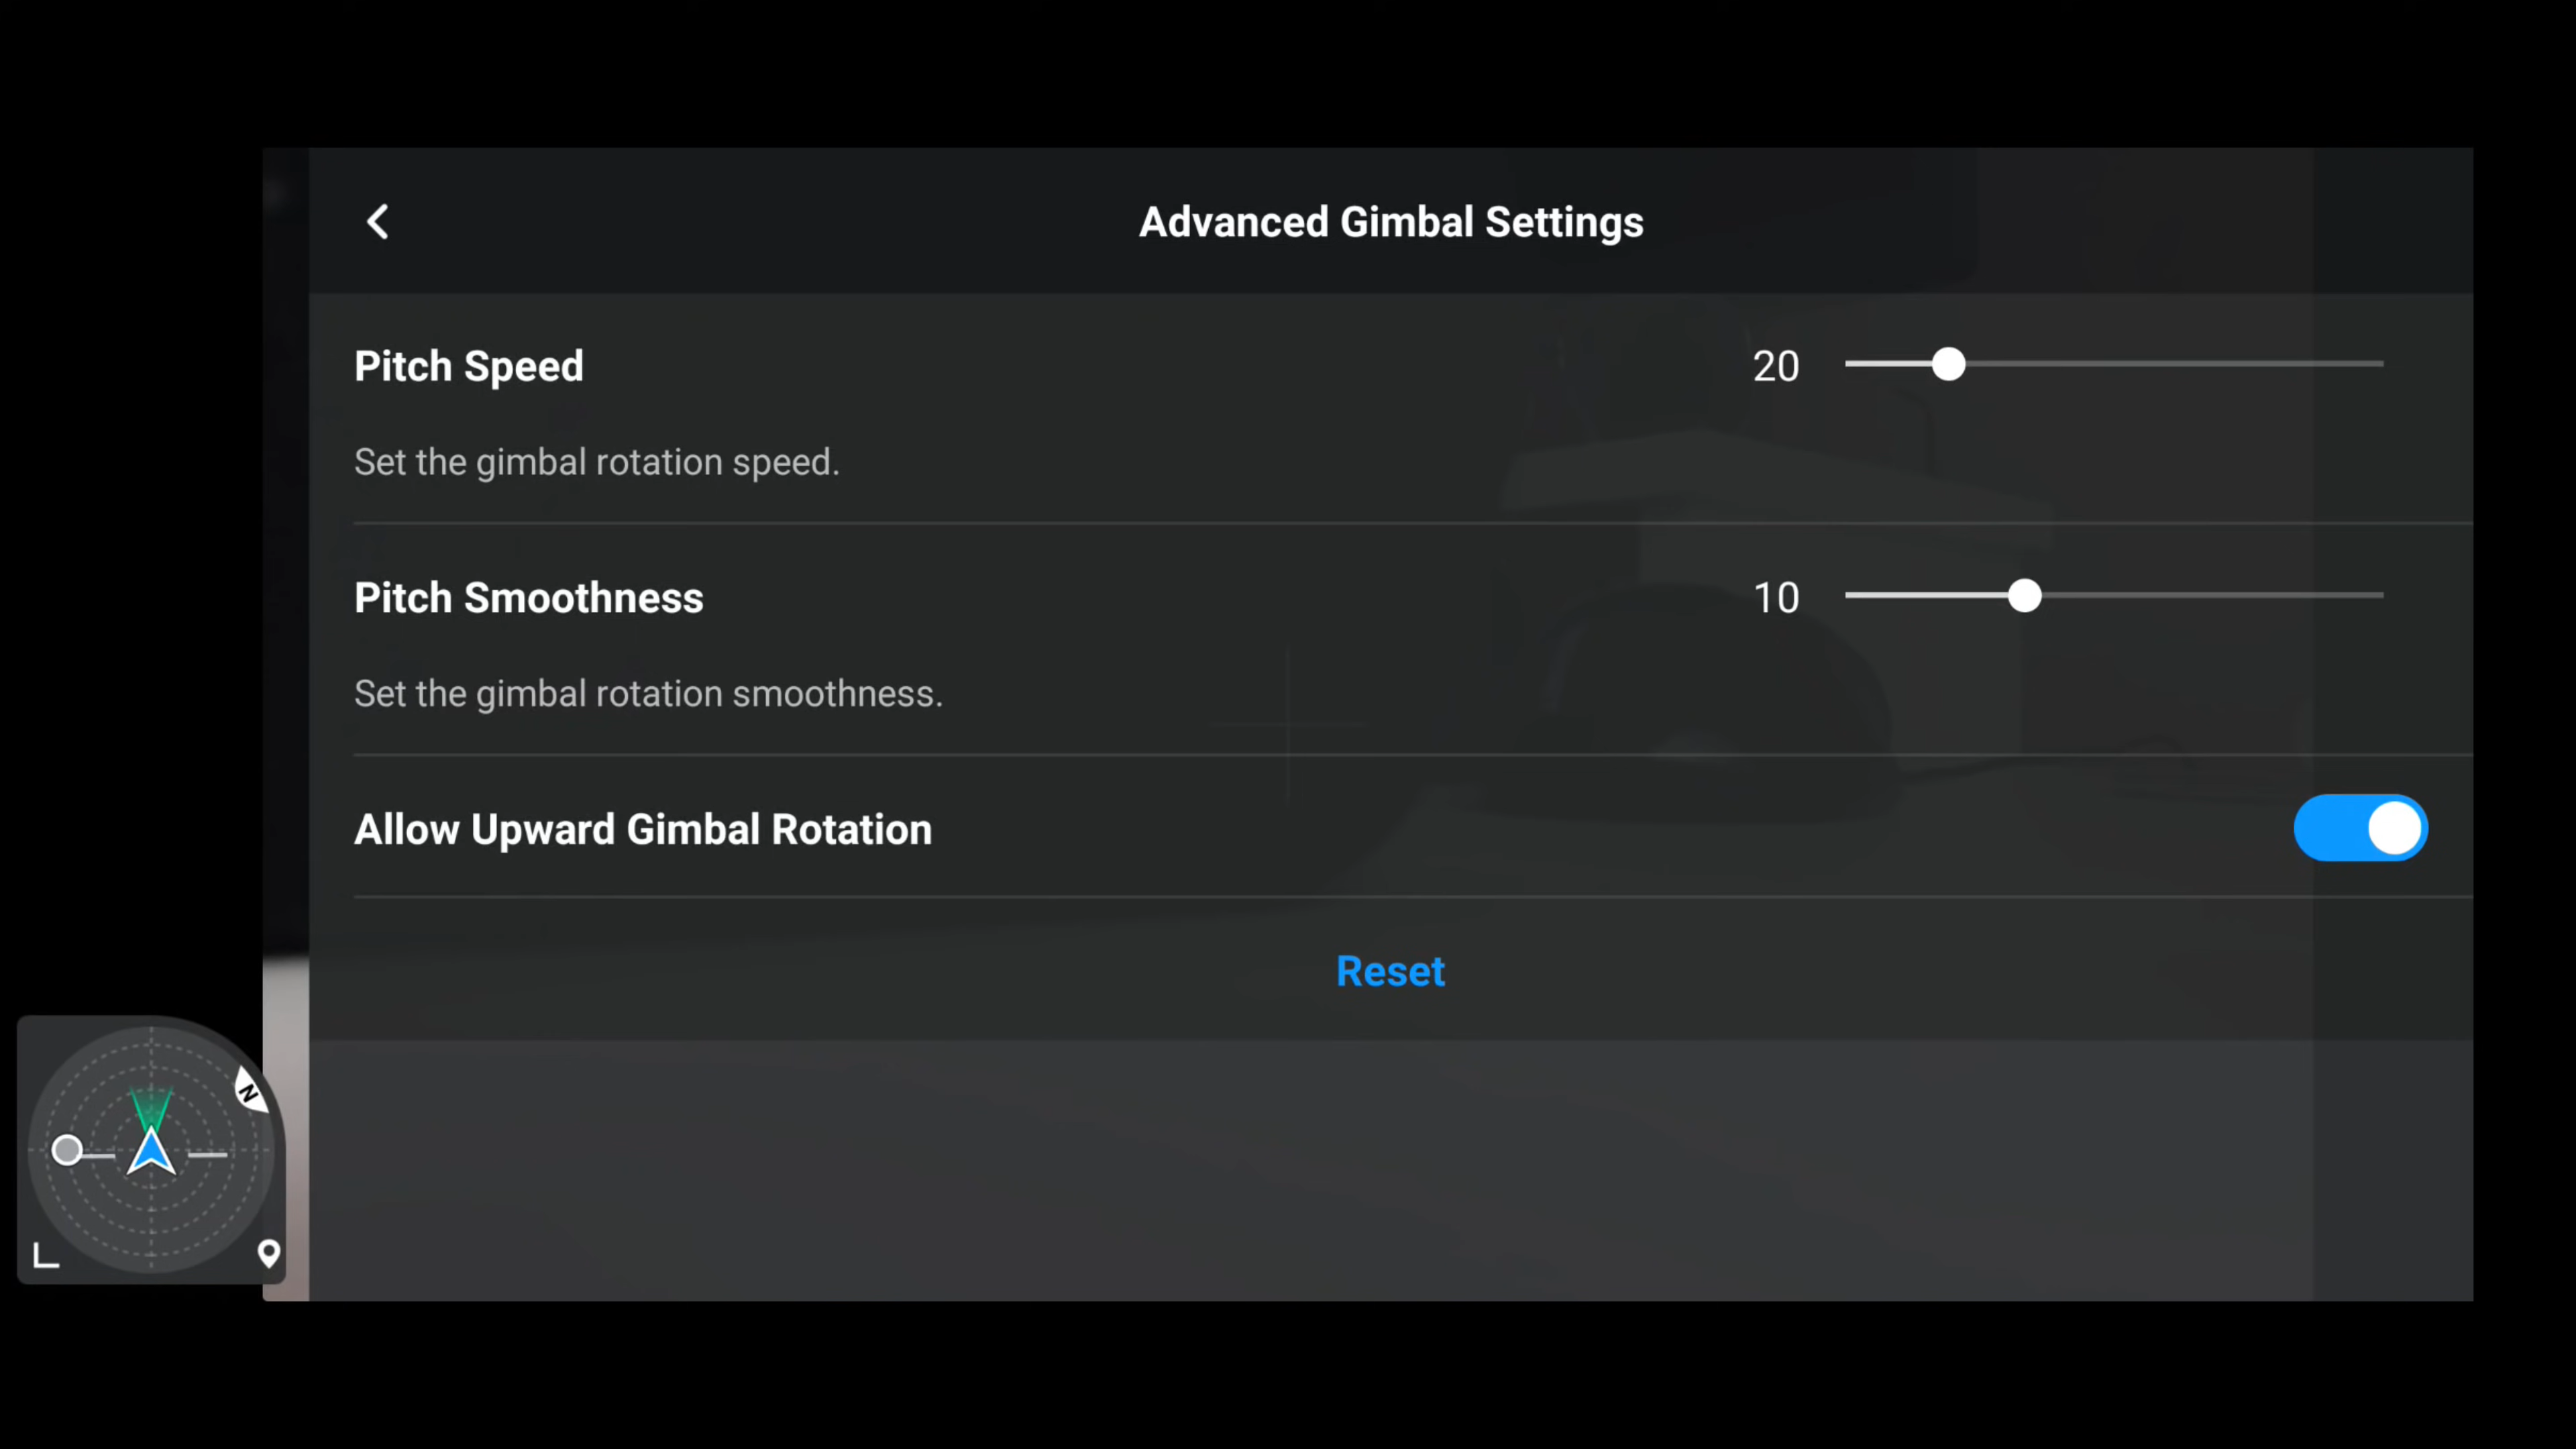 Advanced Gimbal Settings
Pitch Speed 20
Set the gimbal rotation speed.
Pitch Smoothness 10
Set the gimbal rotation smoothness.
Allow Upward Gimbal Rotation
Reset
N